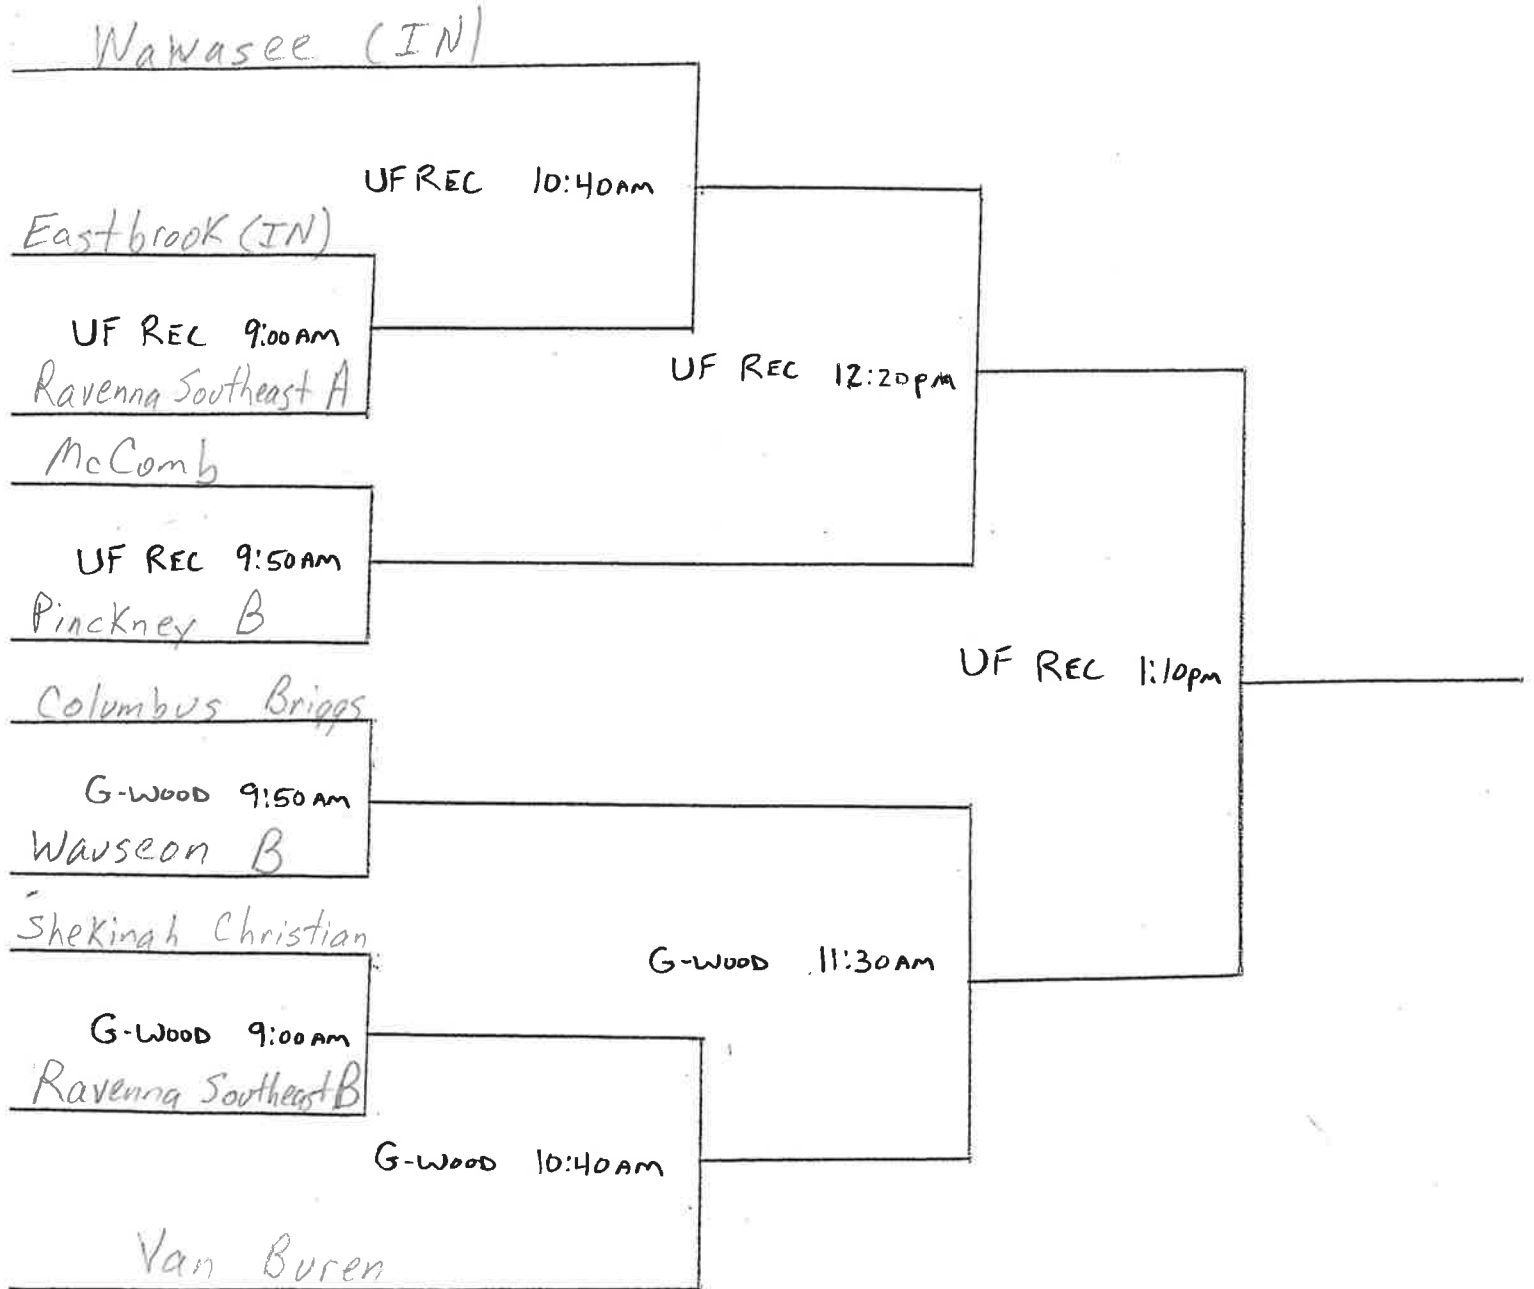 Wawasee (IN)
UF REC 10:40AM
Eastbrook (IN)
UF REC 9:00AM
Ravenna Southeast A
UF REC 12:20pm
McComb
UF REC 9:50AM
Pinckney B
UF REC 1:10pm
Columbus Briggs
G-WOOD 9:50AM
Wauseon B
Shekinah Christian
G-WOOD 11:30AM
G-WOOD 9:00AM
Ravenna Southeast B
G-WOOD 10:40AM
Van Buren